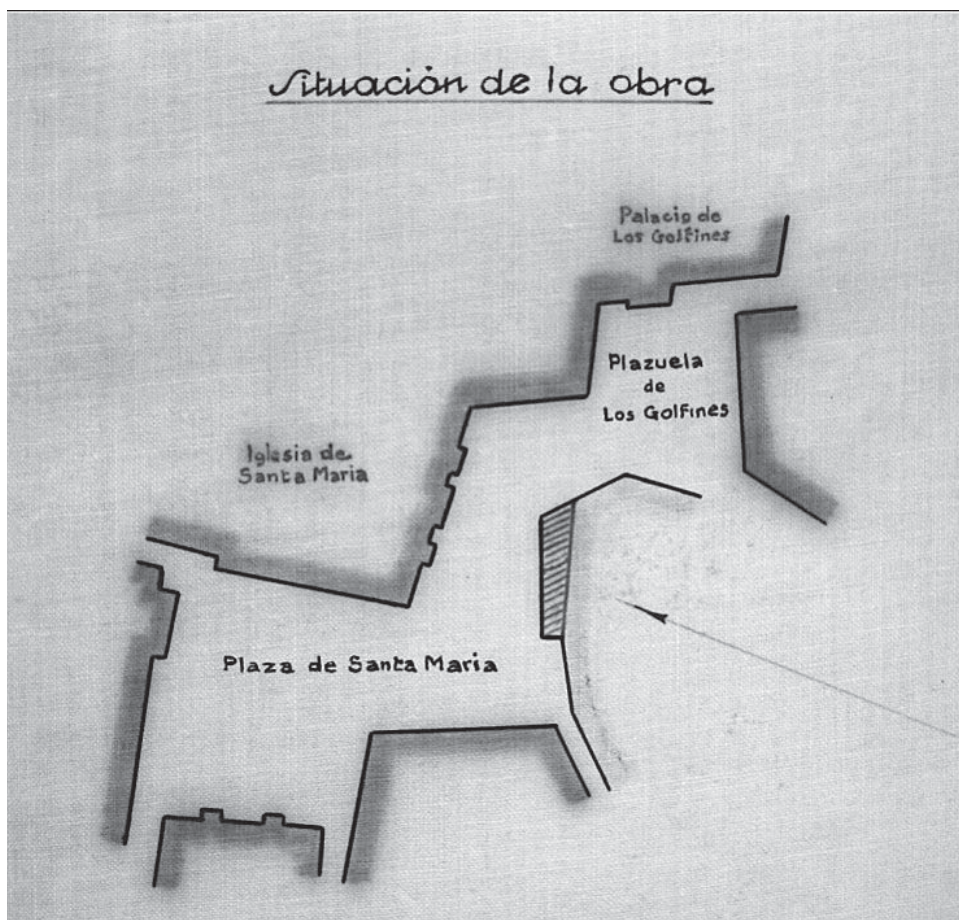 Situación de la obra
Palacio de
Los Golfines
Plazuela
de
Los Golfines
Iglesia de
Santa Maria
Plaza de Santa Maria